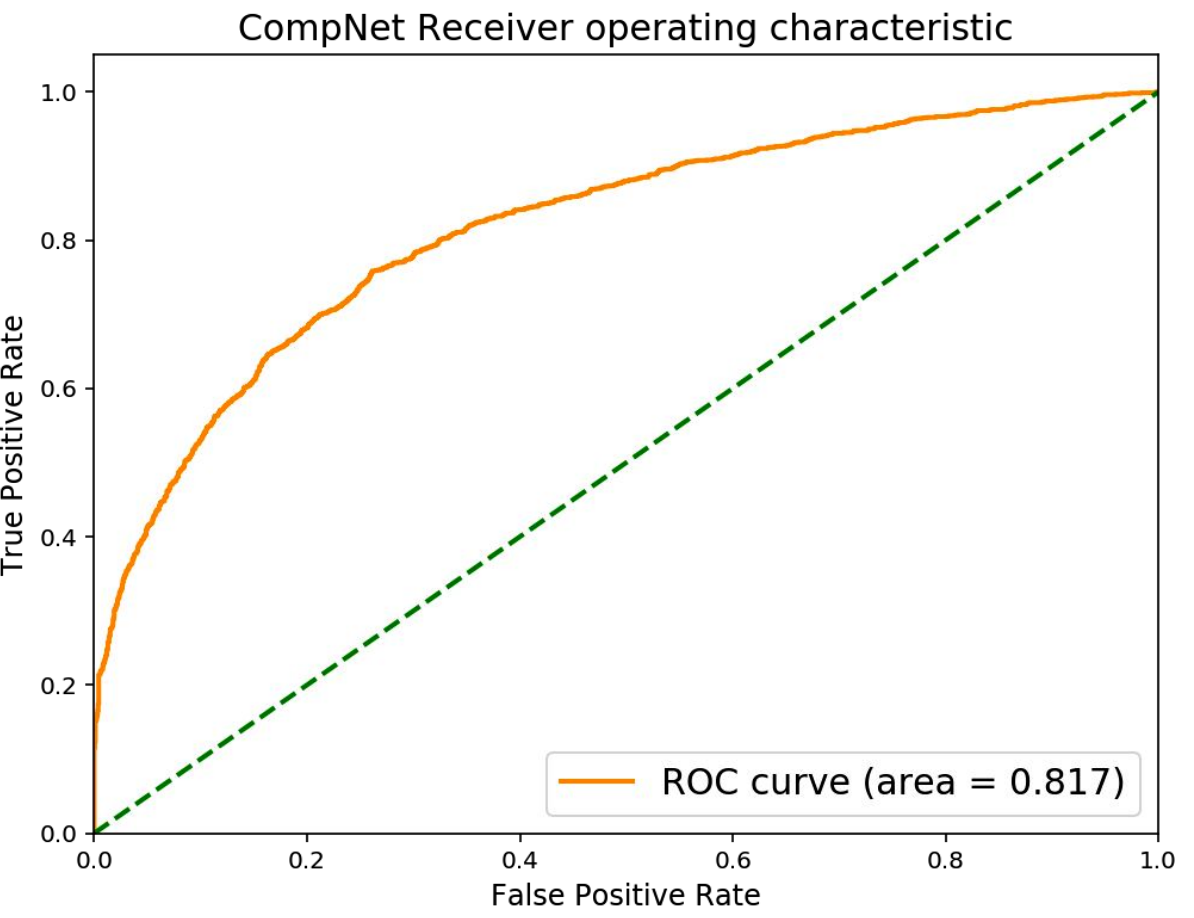 CompNet Receiver operating characteristic
1.0
0.8
0.6
0.4
0.2
0.0
True Positive Rate
ROC curve (area = 0.817)
0.0 0.2 0.4 0.6 0.8 1.0
False Positive Rate